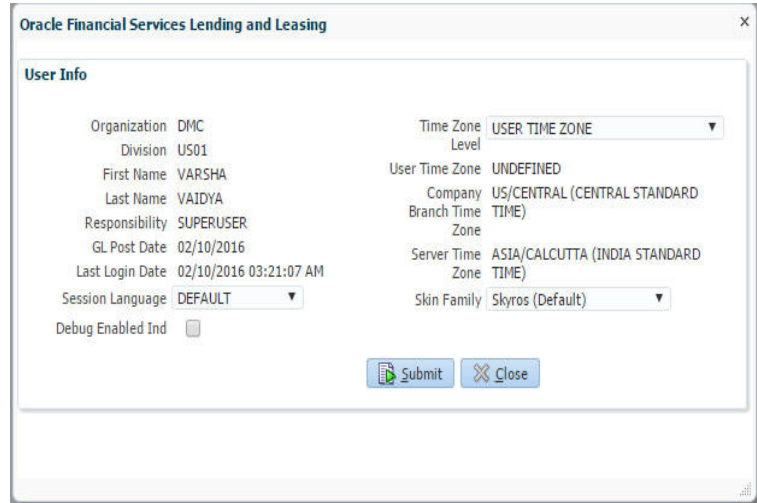 Oracle Financial Services Lending and Leasing
User Info
Organization DMC
Division US01
First Name VARSHA
Last Name VAIDYA
Responsibility SUPERUSER
GL Post Date 02/10/2016
Last Login Date 02/10/2016 03:21:07 AM
Session Language DEFAULT
Debug Enabled Ind
Time Zone USER TIME ZONE
Level
User Time Zone UNDEFINED
Company US/CENTRAL (CENTRAL STANDARD
Branch Time TIME)
Zone
Server Time ASIA/CALCUTTA (INDIA STANDARD
Zone TIME)
Skin Family Skyros (Default)
Submit Close